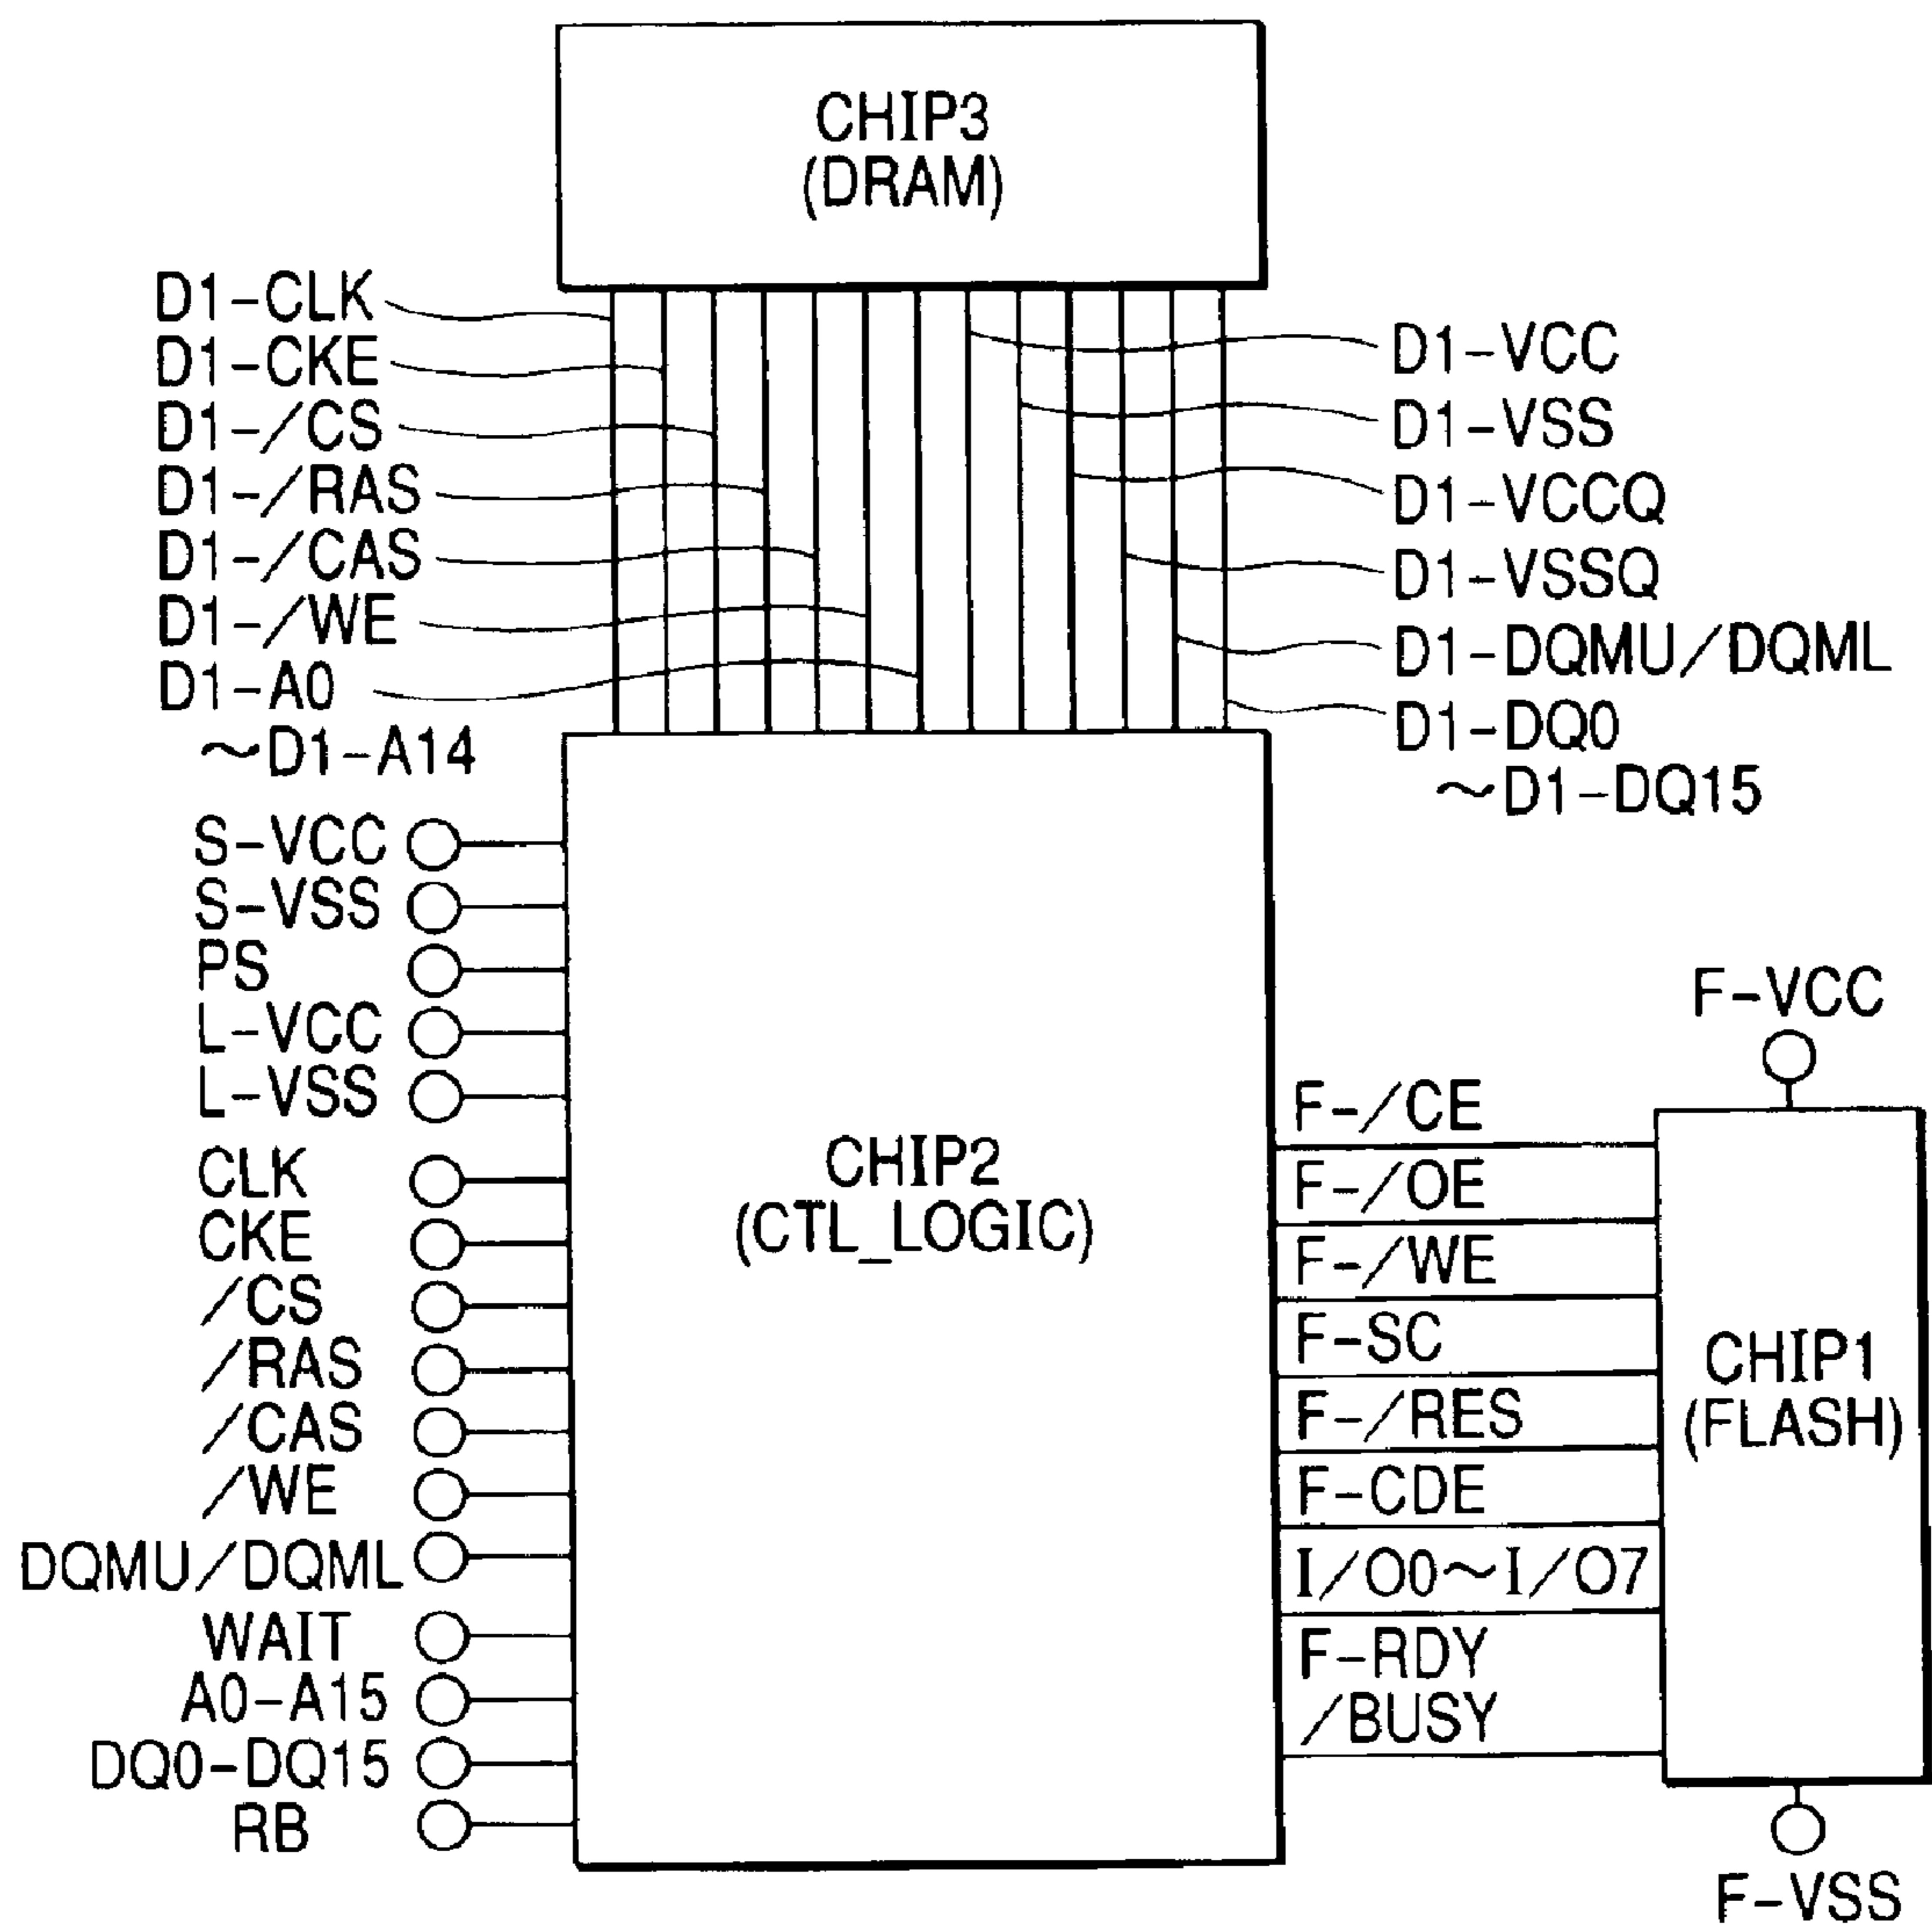 CHIP3
(DRAM)
D1-CLK
D1-CKE
D1-/CS
D1-/RAS
D1-/CAS
D1-/WE
D1-A0
~D1-A14
D1-VCC
D1-VSS
D1-VCCQ
D1-VSSQ
D1-DQMU/DQML
D1-DQ0
~D1-DQ15
S-VCC
S-VSS
PS
L-VCC
L-VSS
CLK
CKE
/CS
/RAS
/CAS
/WE
DQMU/DQML
WAIT
A0-A15
DQ0-DQ15
RB
CHIP2
(CTL_LOGIC)
F-/CE
F-/OE
F-/WE
F-SC
F-/RES
F-CDE
I/O0~I/O7
F-RDY
/BUSY
F-VCC
CHIP1
(FLASH)
F-VSS